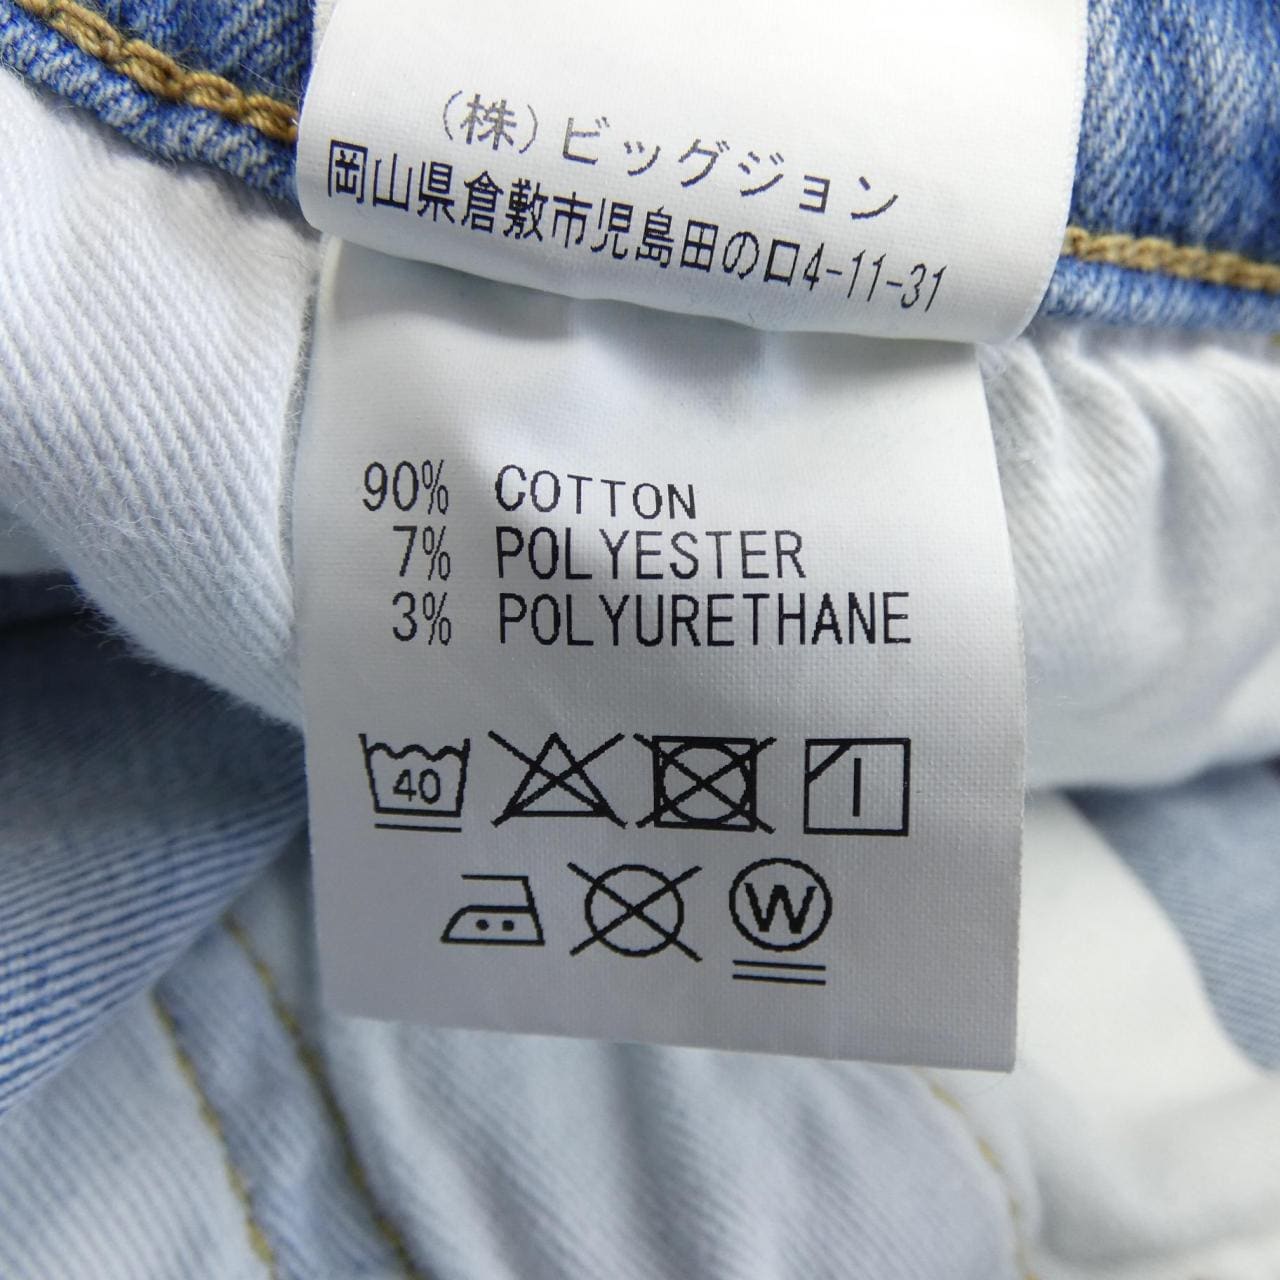 (株)ビッグジョン
岡山県倉敷市児島田の口4-11-31
90% COTTON
7% POLYESTER
3% POLYURETHANE
40
W